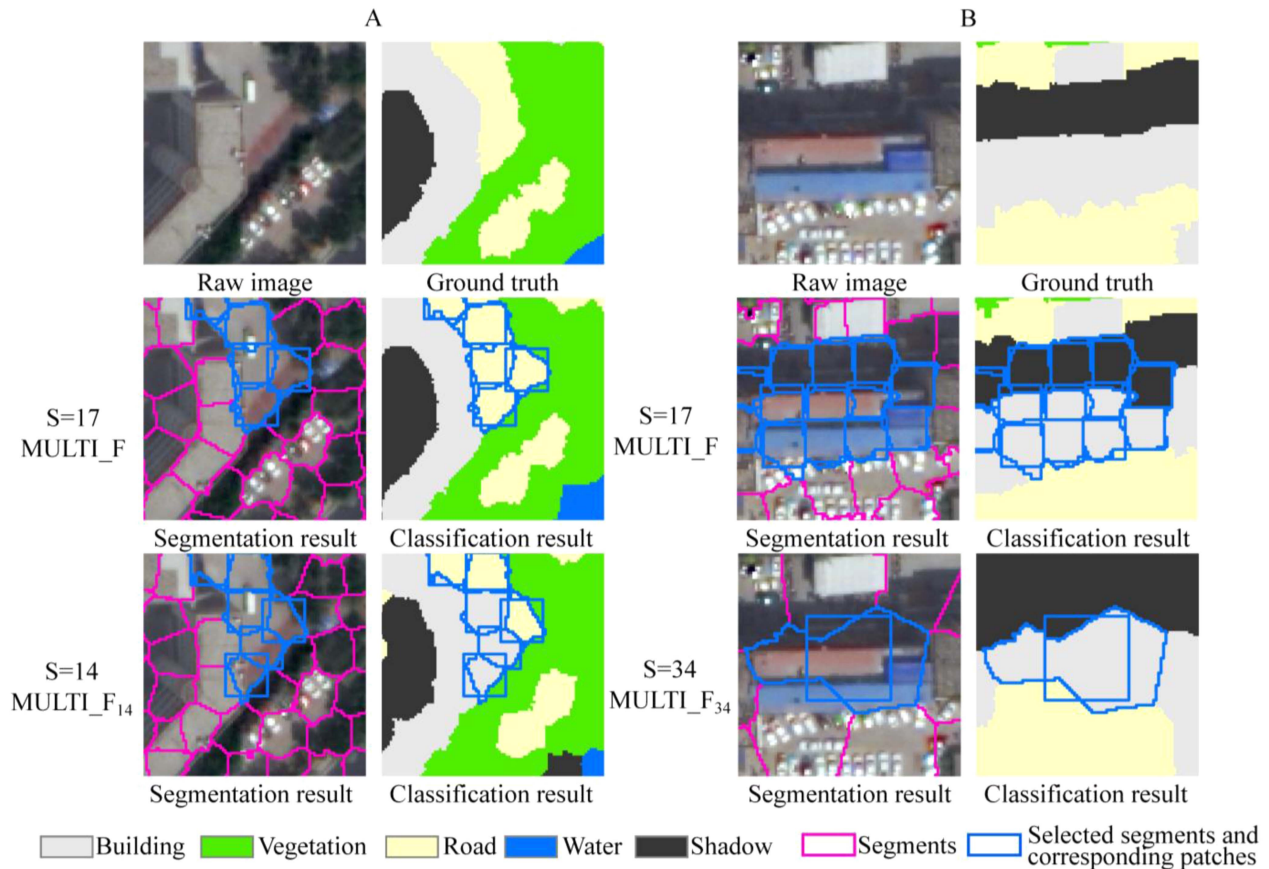 A
B
Raw image
Ground truth
Raw image
Ground truth
S=17
MULTI_F
Segmentation result
Classification result
S=17
MULTI_F
Segmentation result
Classification result
S=14
MULTI_F14
Segmentation result
Classification result
S=34
MULTI_F34
Segmentation result
Classification result
Building
Vegetation
Road
Water
Shadow
Segments
Selected segments and
corresponding patches